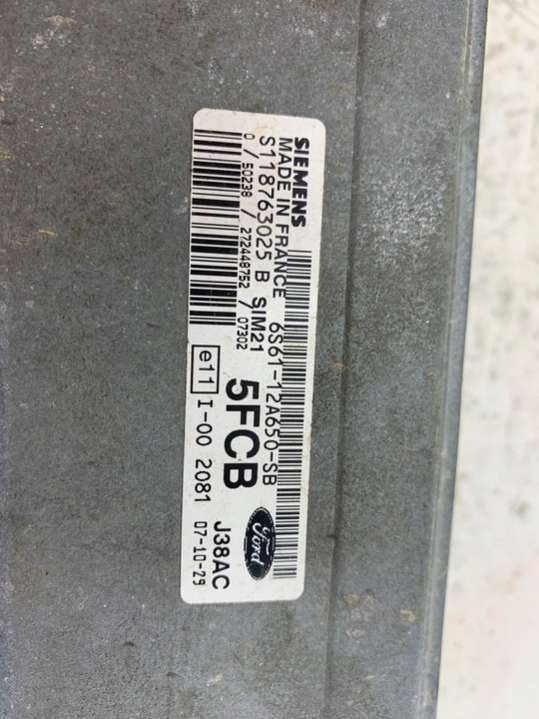 SIEMENS
MADE IN FRANCE 6S61-12A650-SB
S118763025 B SIM21
0 / 50238 / 272448752 / 07302
5FCB
Ford
e11 I-00 2081
J38AC
07-10-29